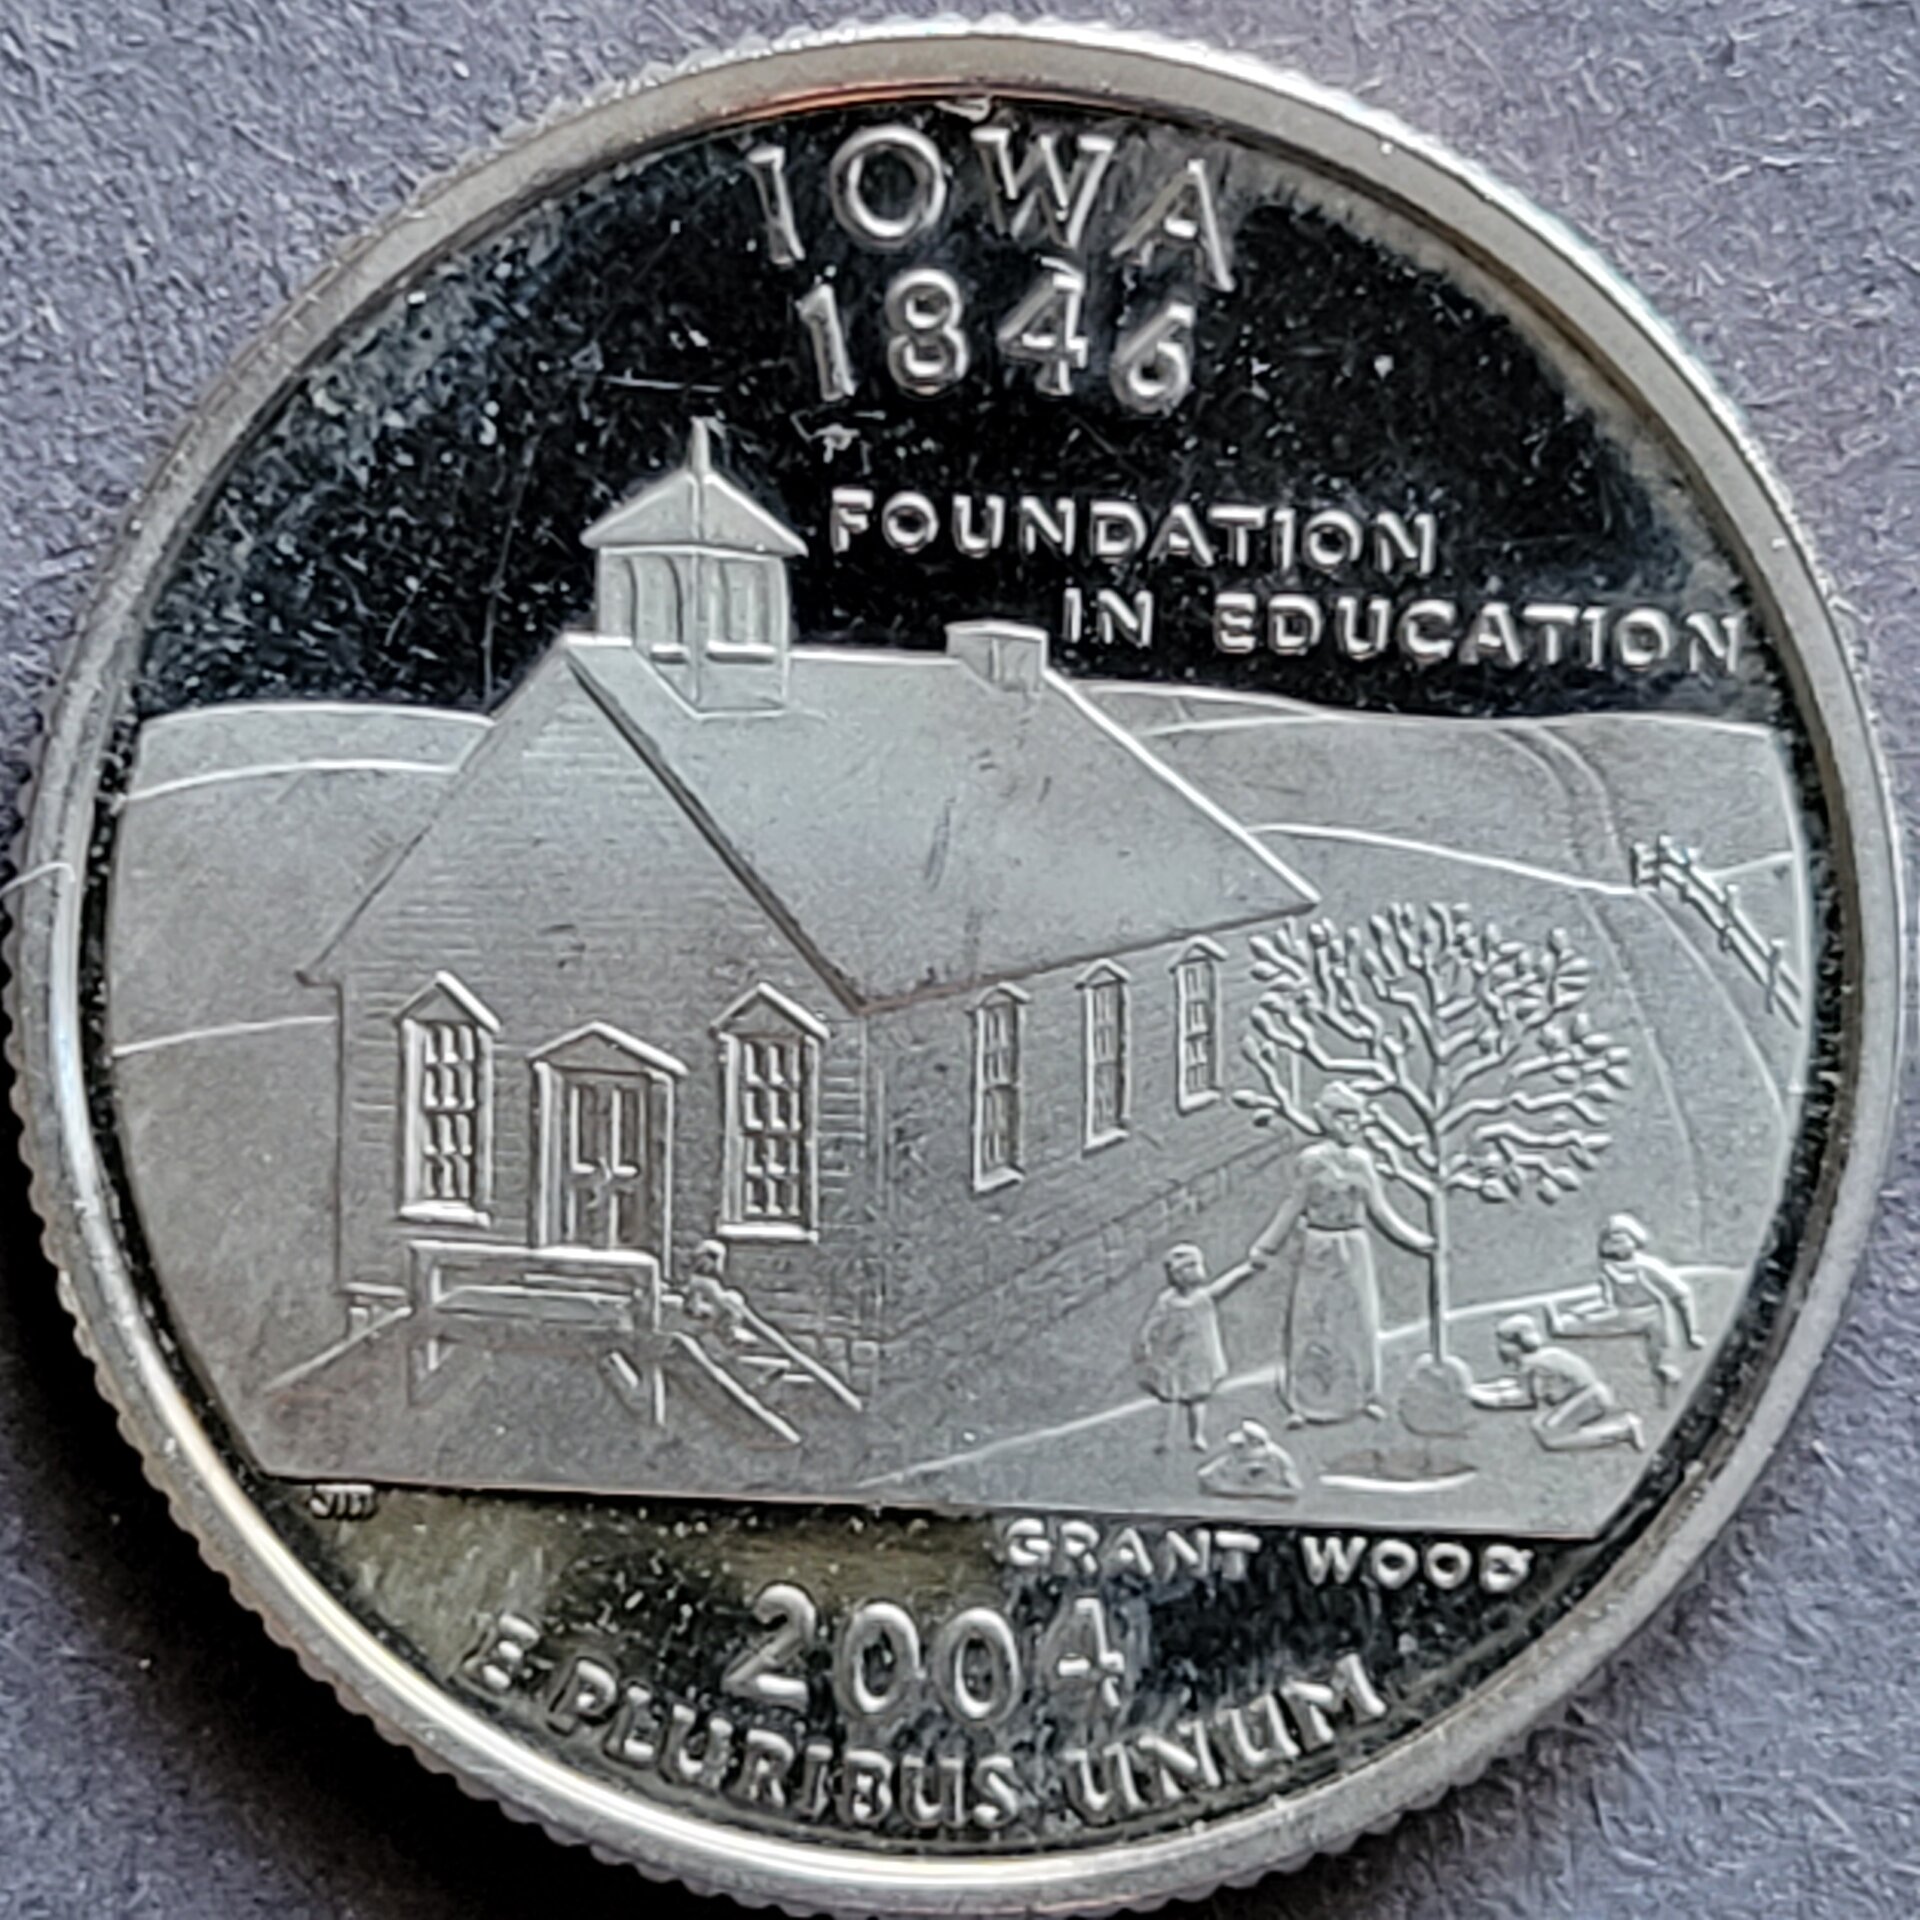 IOWA
1846
FOUNDATION
IN EDUCATION
GRANT WOOD
2004
E PLURIBUS UNUM